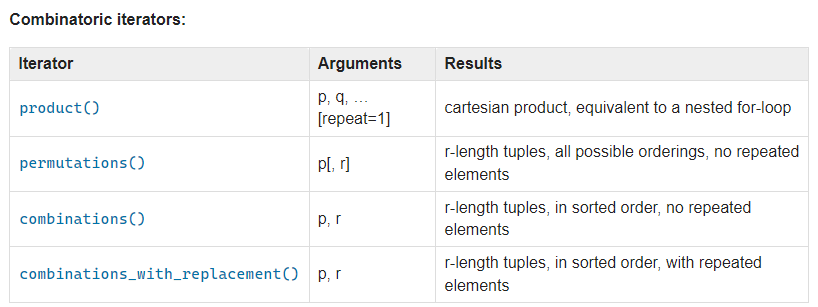 Combinatoric iterators:
Iterator Arguments Results
product() p, q, … [repeat=1] cartesian product, equivalent to a nested for-loop
permutations() p[, r] r-length tuples, all possible orderings, no repeated elements
combinations() p, r r-length tuples, in sorted order, no repeated elements
combinations_with_replacement() p, r r-length tuples, in sorted order, with repeated elements